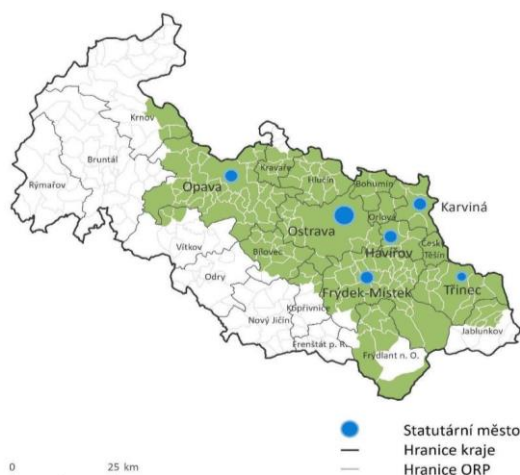 Krnov
Bruntál
Rýmařov
Opava
Kravaře
Hlučín
Bohumín
Karviná
Orlová
Ostrava
Havířov
Český
Těšín
Vítkov
Bílovec
Odry
Frýdek-Místek
Třinec
Kopřivnice
Nový Jičín
Jablunkov
Frenštát p. R.
Frýdlant n. O.
Statutární město
Hranice kraje
Hranice ORP
0 25 km